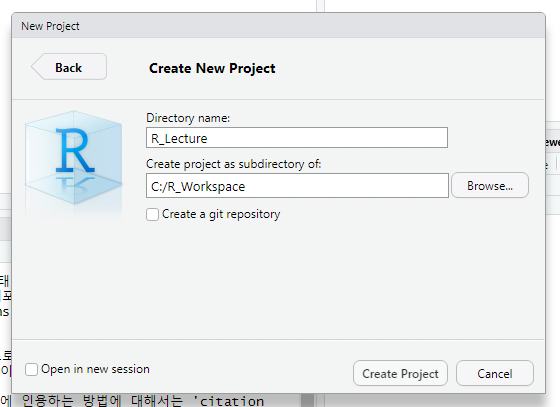 New Project
Back
Create New Project
R
Directory name:
R_Lecture
Create project as subdirectory of:
C:/R_Workspace
Browse...
Create a git repository
Open in new session
Create Project
Cancel
에 인용하는 방법에 대해서는 'citation